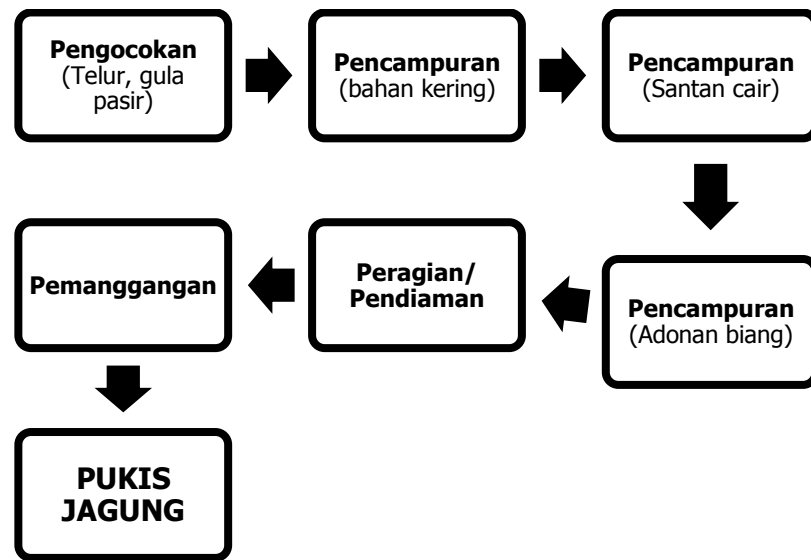 Pengocokan
(Telur, gula
pasir)
Pencampuran
(bahan kering)
Pencampuran
(Santan cair)
Pencampuran
(Adonan biang)
Peragian/
Pendiaman
Pemanggangan
PUKIS
JAGUNG